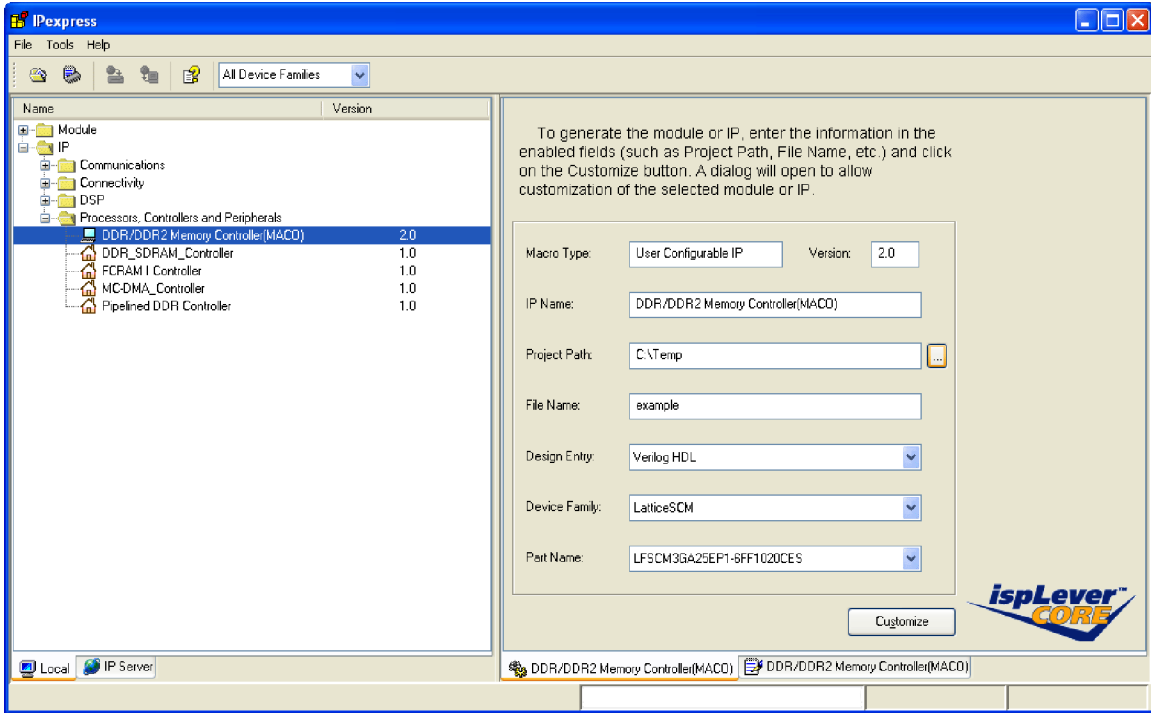 IPexpress
File Tools Help
All Device Families
Name Version
Module
IP
Communications
Connectivity
DSP
Processors, Controllers and Peripherals
DDR/DDR2 Memory Controller(MACO) 2.0
DDR_SDRAM_Controller 1.0
FCRAM I Controller 1.0
MC-DMA_Controller 1.0
Pipelined DDR Controller 1.0
Local IP Server
To generate the module or IP, enter the information in the
enabled fields (such as Project Path, File Name, etc.) and click
on the Customize button. A dialog will open to allow
customization of the selected module or IP.
Macro Type: User Configurable IP Version: 2.0
IP Name: DDR/DDR2 Memory Controller(MACO)
Project Path: C:\Temp ...
File Name: example
Design Entry: Verilog HDL
Device Family: LatticeSCM
Part Name: LFSCM3GA25EP1-6FF1020CES
Customize
ispLever™
CORE
DDR/DDR2 Memory Controller(MACO) DDR/DDR2 Memory Controller(MACO)